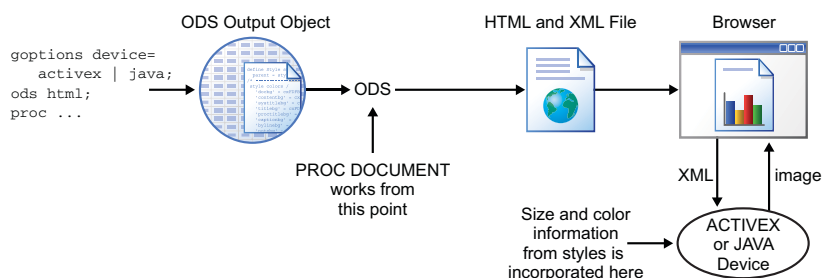 ODS Output Object
HTML and XML File
Browser
goptions device=
activex | java;
ods html;
proc ...
ODS
PROC DOCUMENT
works from
this point
XML
image
Size and color
information
from styles is
incorporated here
ACTIVEX
or JAVA
Device